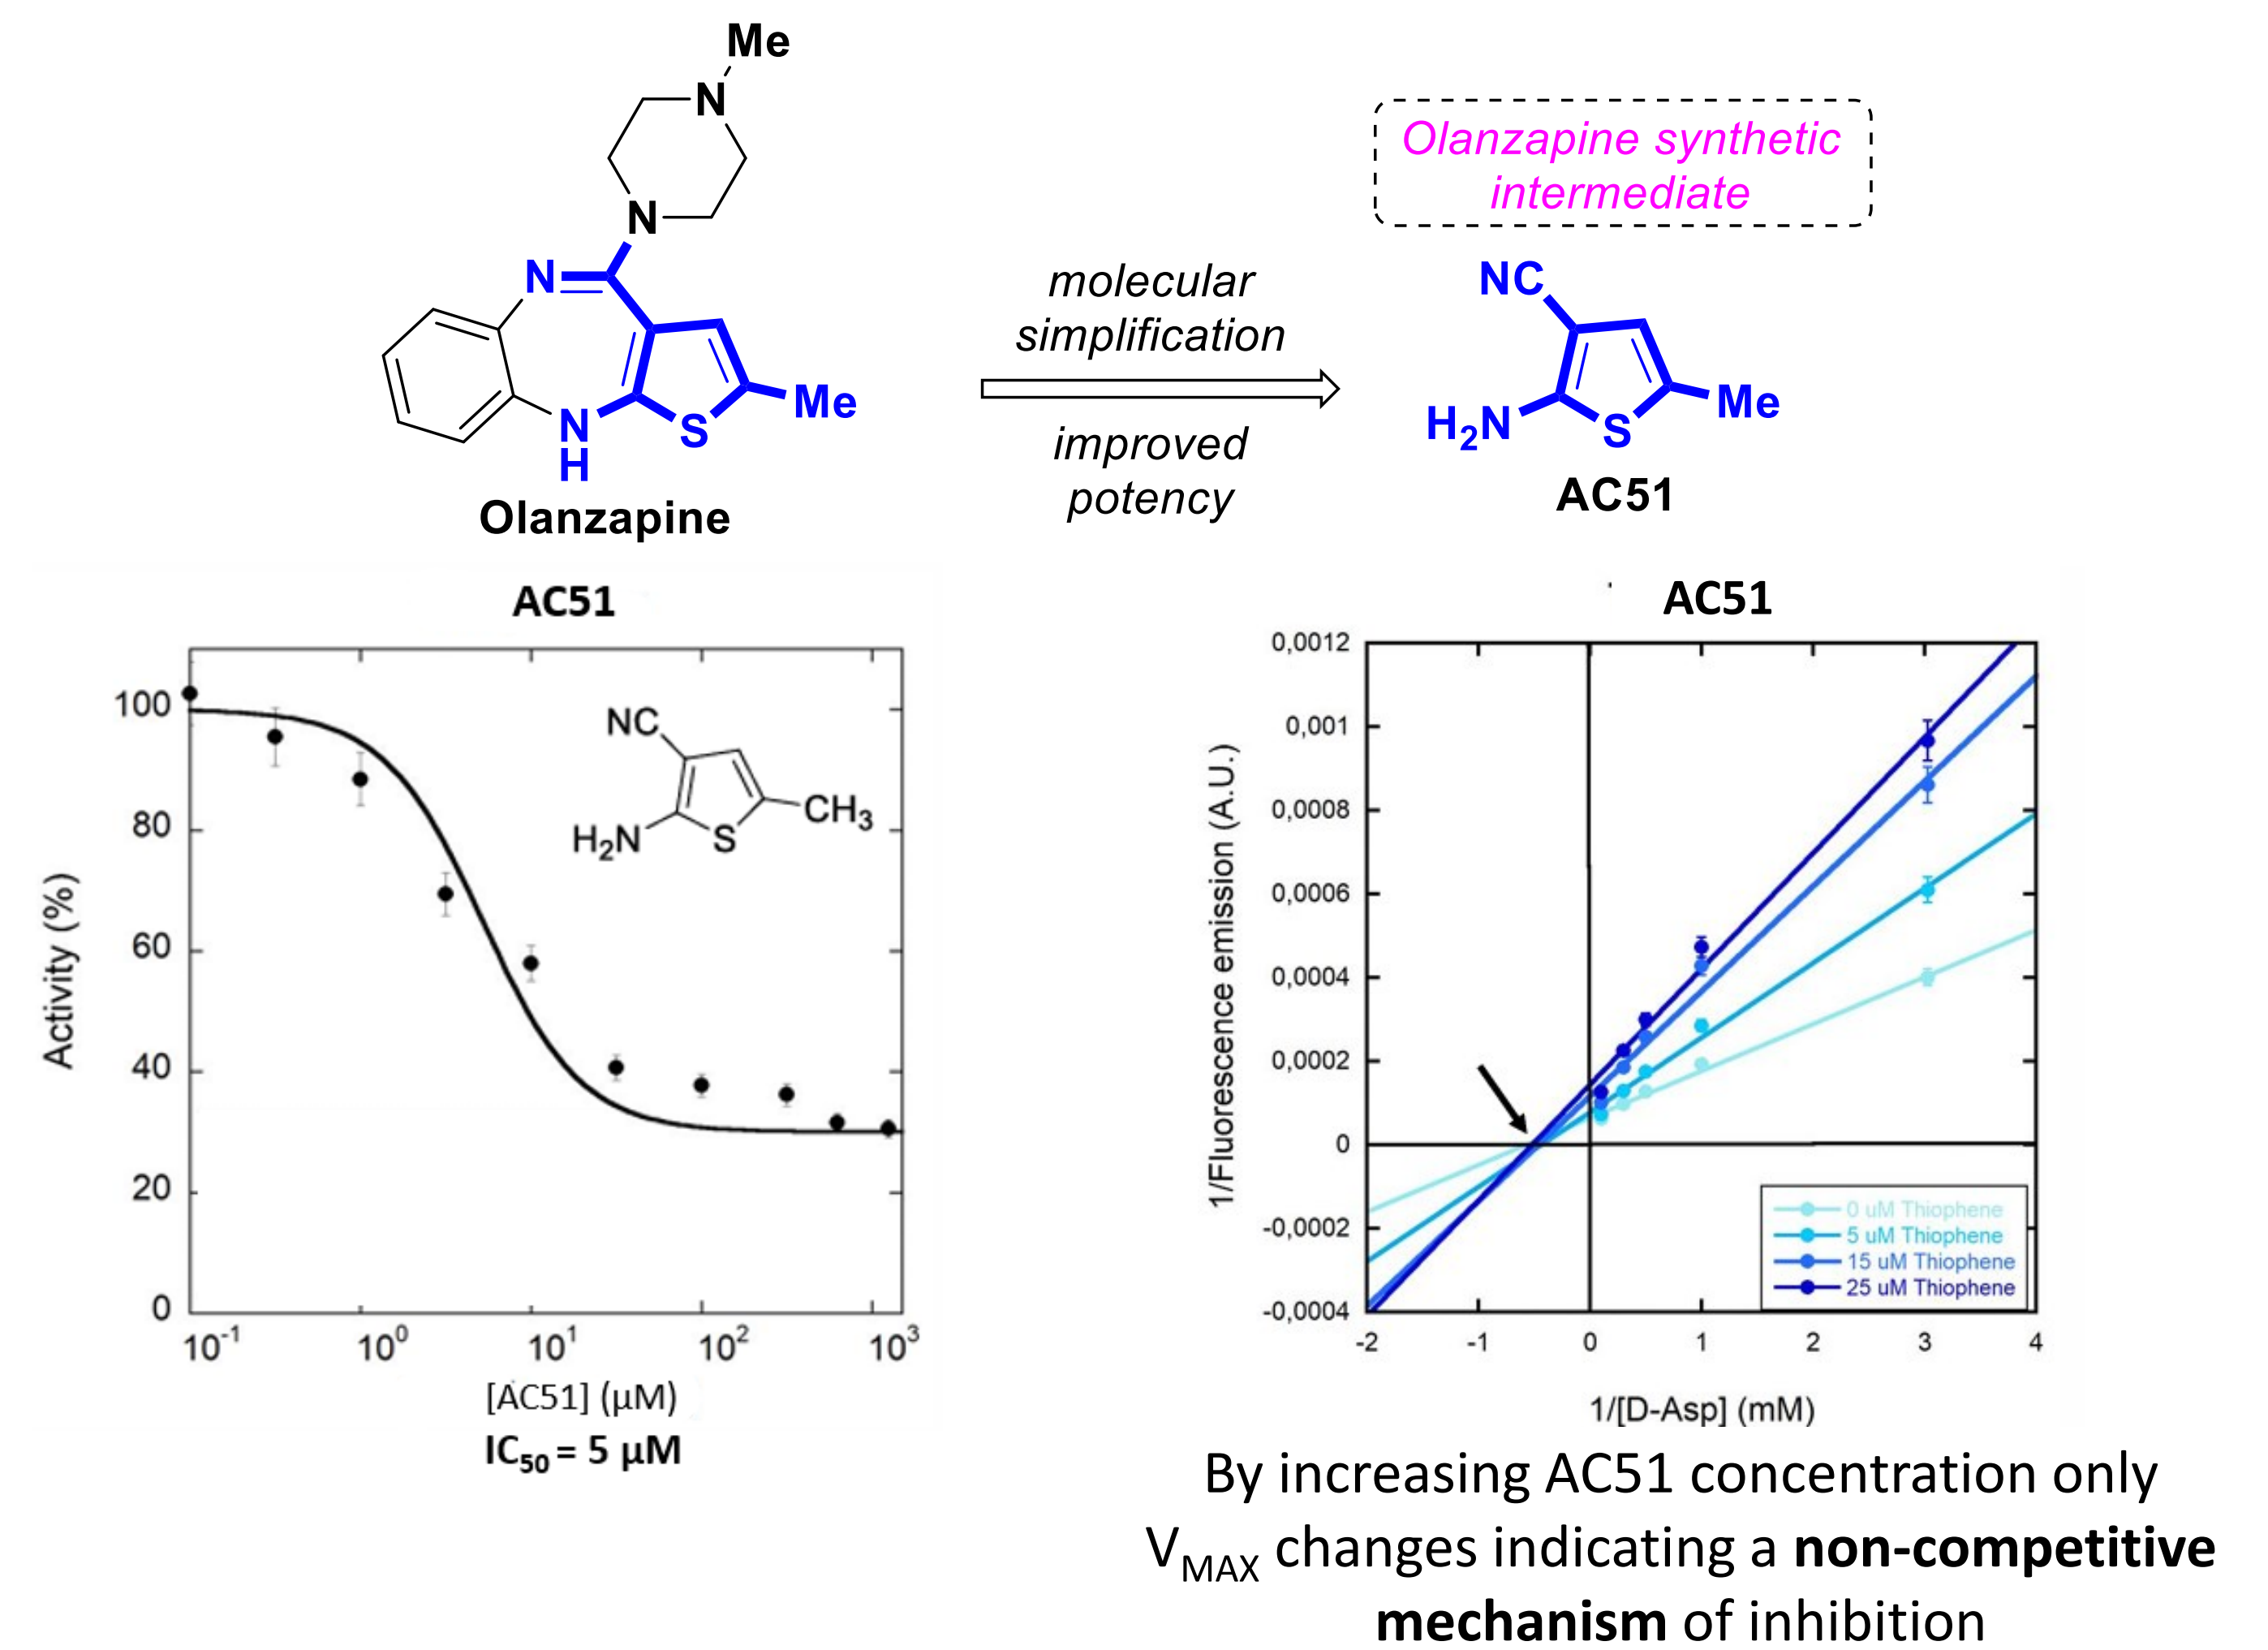 Me
N
N
N
N
H
S
Me
Olanzapine
molecular
simplification
improved
potency
Olanzapine synthetic
intermediate
NC
H₂N
S
Me
AC51
AC51
100
80
60
40
20
0
Activity (%)
NC
H₂N
S
CH₃
10⁻¹ 10⁰ 10¹ 10² 10³
[AC51] (μM)
IC₅₀ = 5 μM
AC51
0,0012
0,001
0,0008
0,0006
0,0004
0,0002
0
-0,0002
-0,0004
1/Fluorescence emission (A.U.)
0 uM Thiophene
5 uM Thiophene
15 uM Thiophene
25 uM Thiophene
-2 -1 0 1 2 3 4
1/[D-Asp] (mM)
By increasing AC51 concentration only
V<sub>MAX</sub> changes indicating a non-competitive
mechanism of inhibition